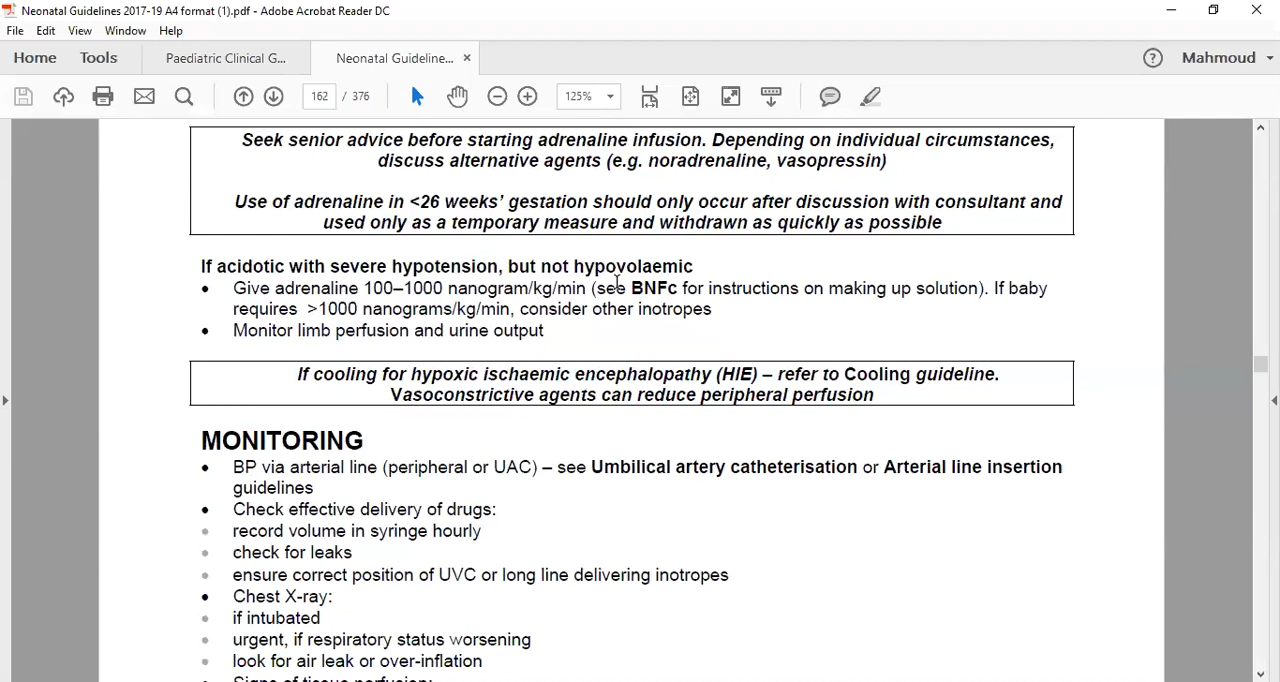 Neonatal Guidelines 2017-19 A4 format (1).pdf - Adobe Acrobat Reader DC
File Edit View Window Help
Home Tools Paediatric Clinical G... Neonatal Guideline... × Mahmoud
162 / 376 125%
Seek senior advice before starting adrenaline infusion. Depending on individual circumstances,
discuss alternative agents (e.g. noradrenaline, vasopressin)
Use of adrenaline in <26 weeks' gestation should only occur after discussion with consultant and
used only as a temporary measure and withdrawn as quickly as possible
If acidotic with severe hypotension, but not hypovolaemic
• Give adrenaline 100–1000 nanogram/kg/min (see BNFc for instructions on making up solution). If baby
requires >1000 nanograms/kg/min, consider other inotropes
• Monitor limb perfusion and urine output
If cooling for hypoxic ischaemic encephalopathy (HIE) – refer to Cooling guideline.
Vasoconstrictive agents can reduce peripheral perfusion
MONITORING
• BP via arterial line (peripheral or UAC) – see Umbilical artery catheterisation or Arterial line insertion
guidelines
• Check effective delivery of drugs:
• record volume in syringe hourly
• check for leaks
• ensure correct position of UVC or long line delivering inotropes
• Chest X-ray:
• if intubated
• urgent, if respiratory status worsening
• look for air leak or over-inflation
• Signs of tissue perfusion: